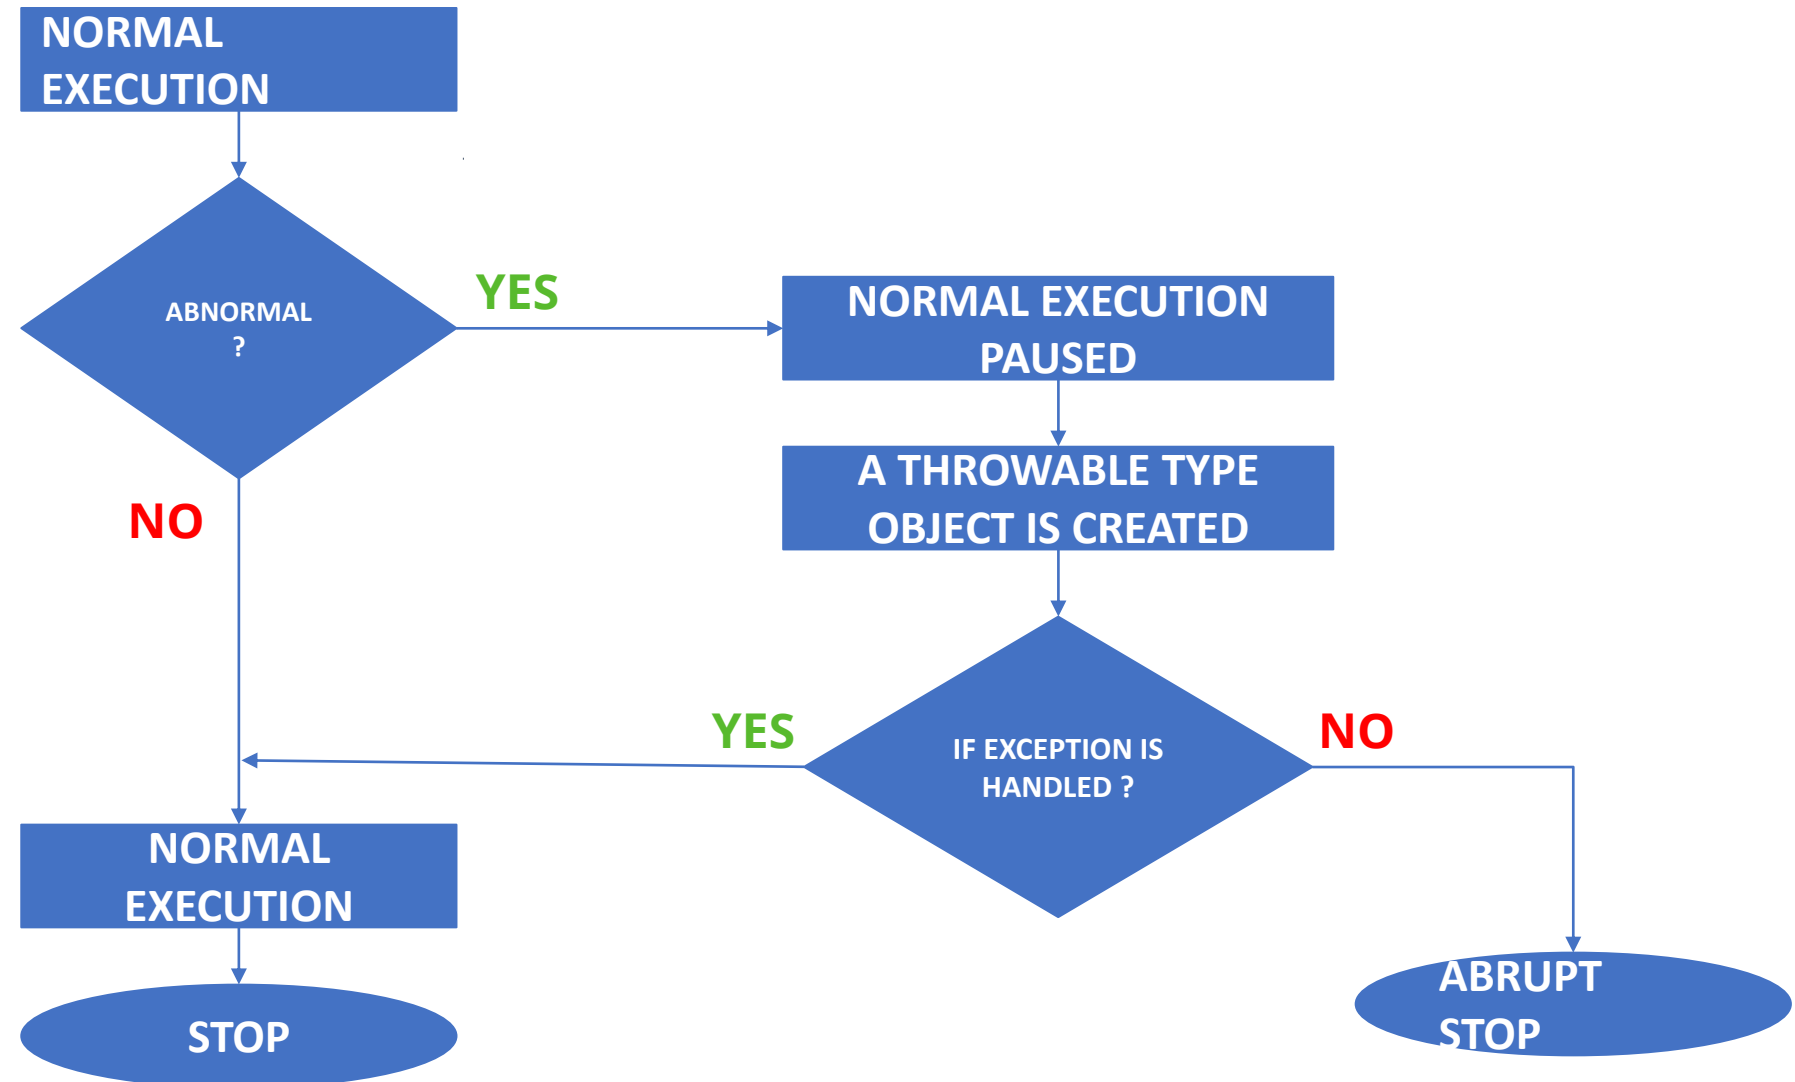 NORMAL
EXECUTION
ABNORMAL
?
YES
NORMAL EXECUTION
PAUSED
A THROWABLE TYPE
OBJECT IS CREATED
NO
YES
IF EXCEPTION IS
HANDLED ?
NO
NORMAL
EXECUTION
STOP
ABRUPT
STOP